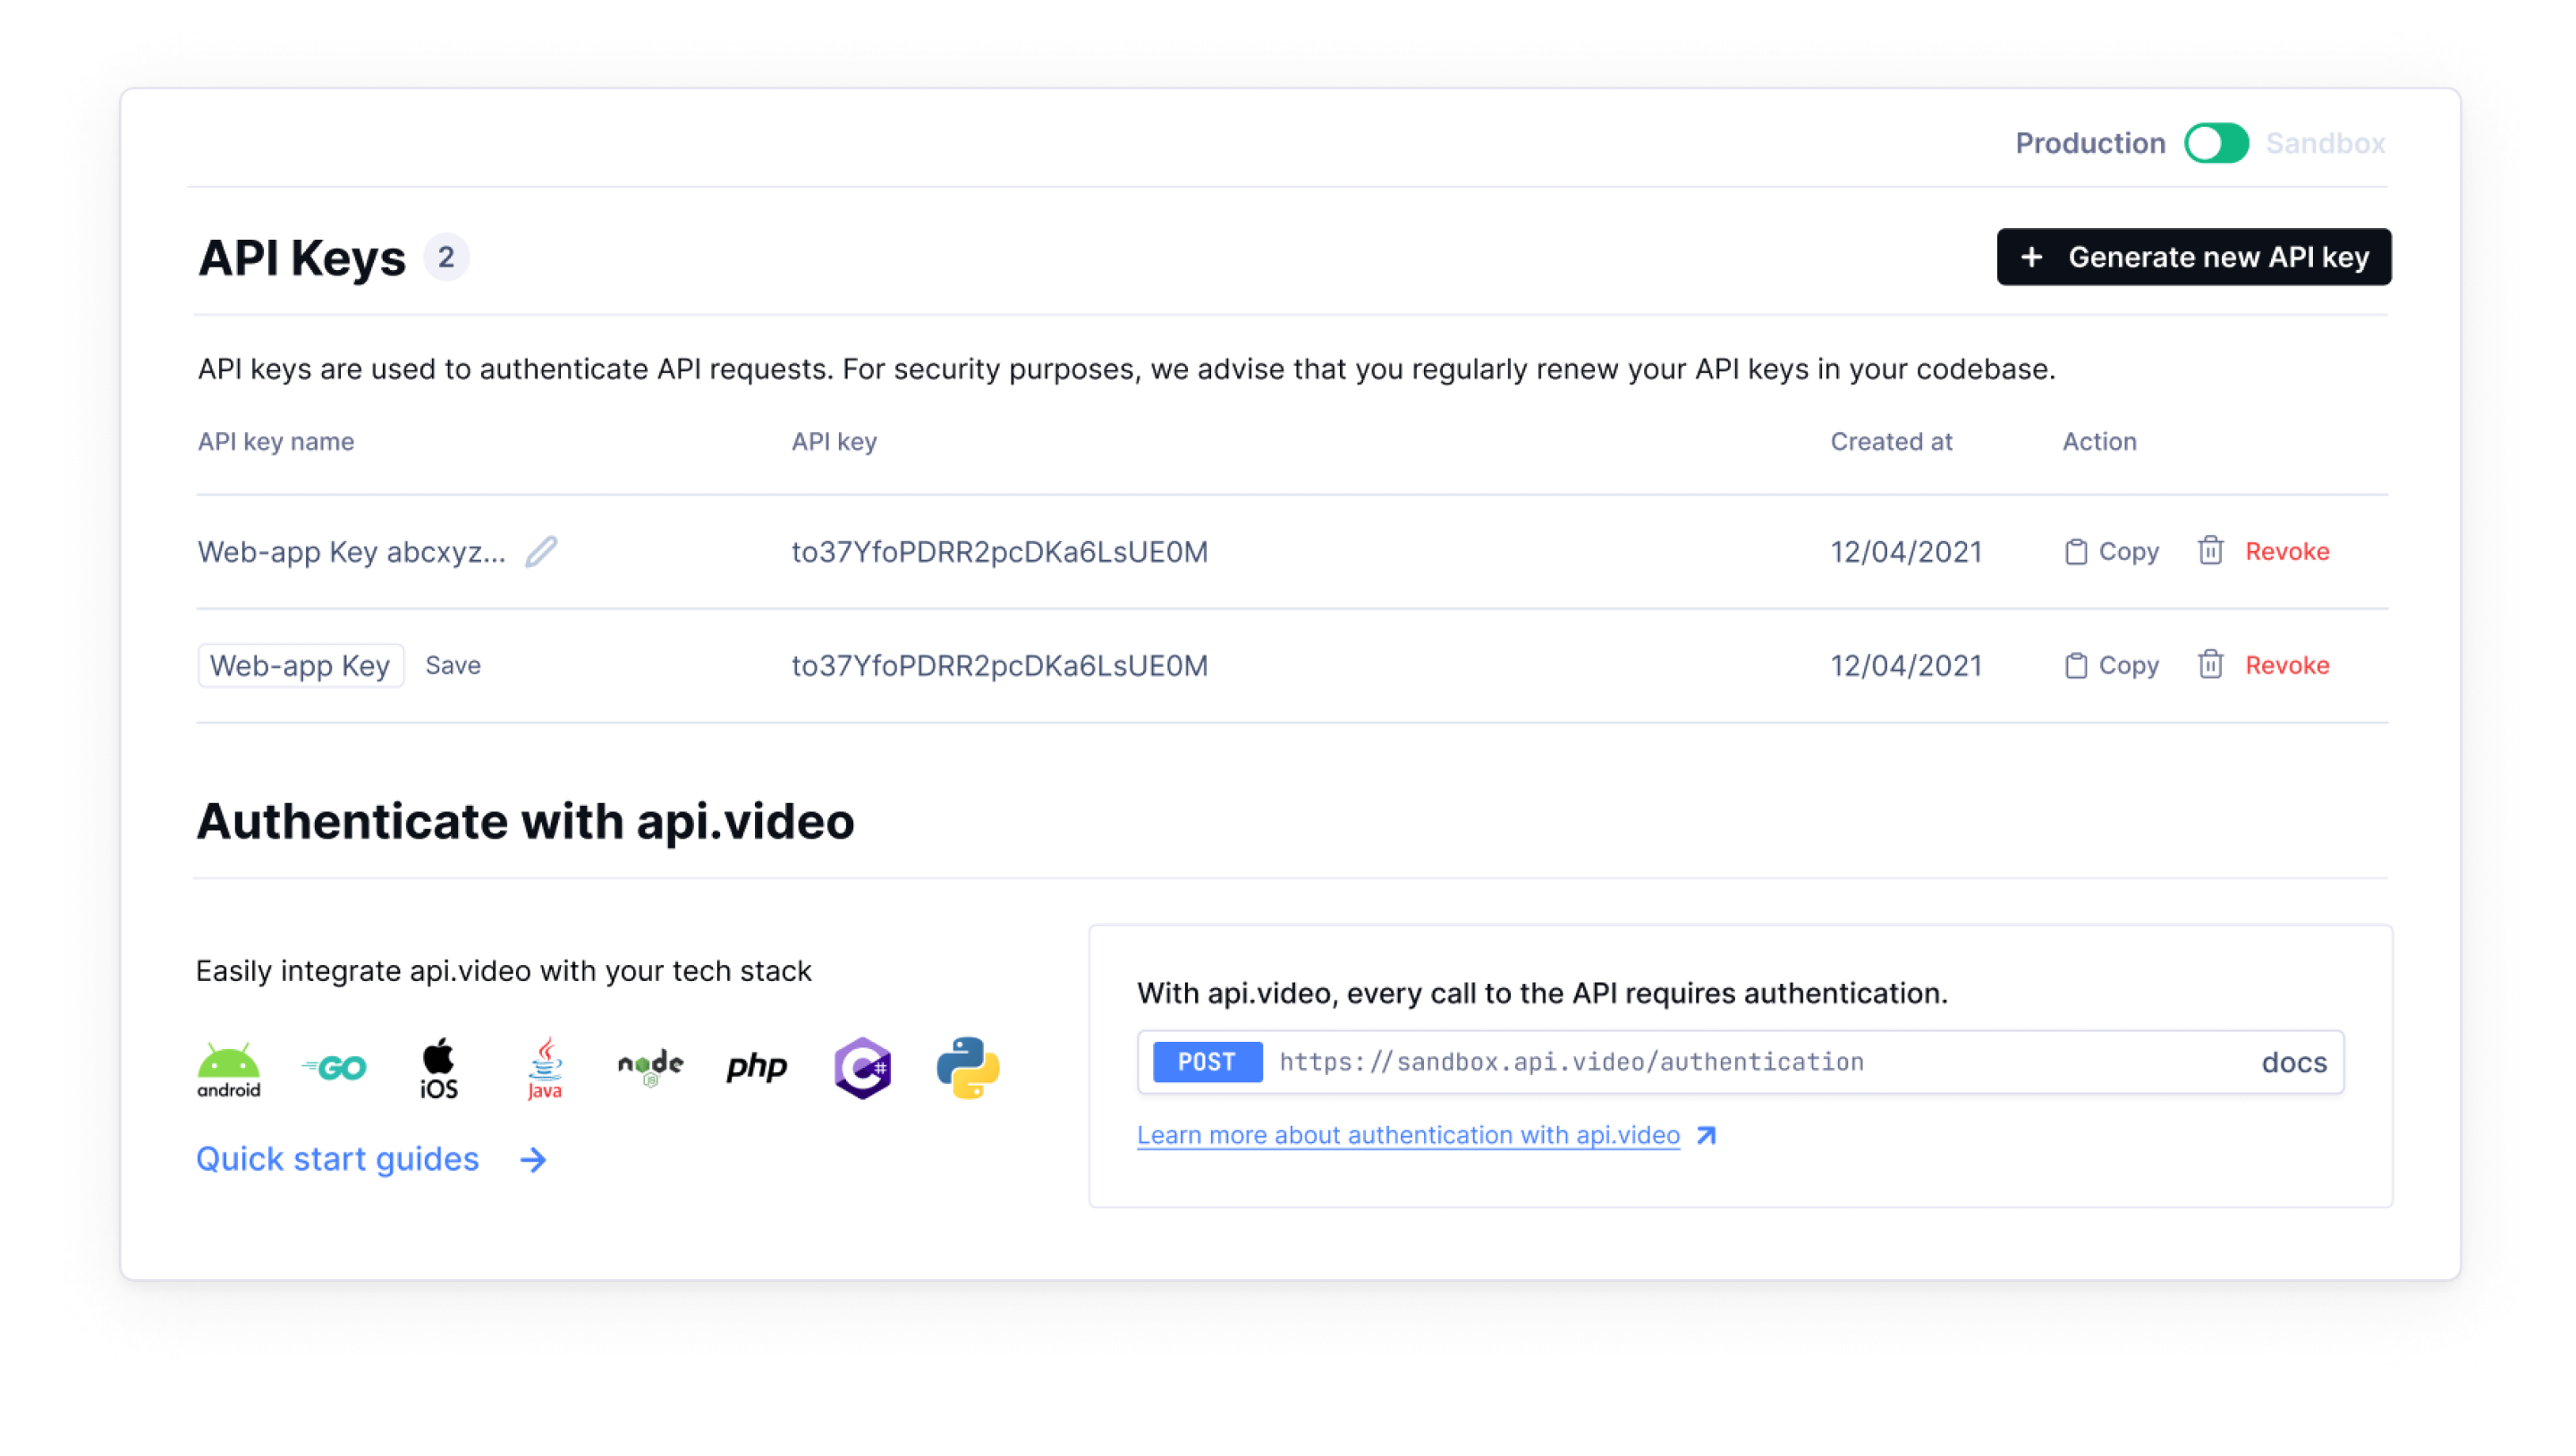 Production Sandbox
API Keys 2
+ Generate new API key
API keys are used to authenticate API requests. For security purposes, we advise that you regularly renew your API keys in your codebase.
API key name API key Created at Action
Web-app Key abcxyz... to37YfoPDRR2pcDKa6LsUE0M 12/04/2021 Copy Revoke
Web-app Key Save to37YfoPDRR2pcDKa6LsUE0M 12/04/2021 Copy Revoke
Authenticate with api.video
Easily integrate api.video with your tech stack
android GO iOS Java node JS php C#
Quick start guides →
With api.video, every call to the API requires authentication.
POST https://sandbox.api.video/authentication docs
Learn more about authentication with api.video